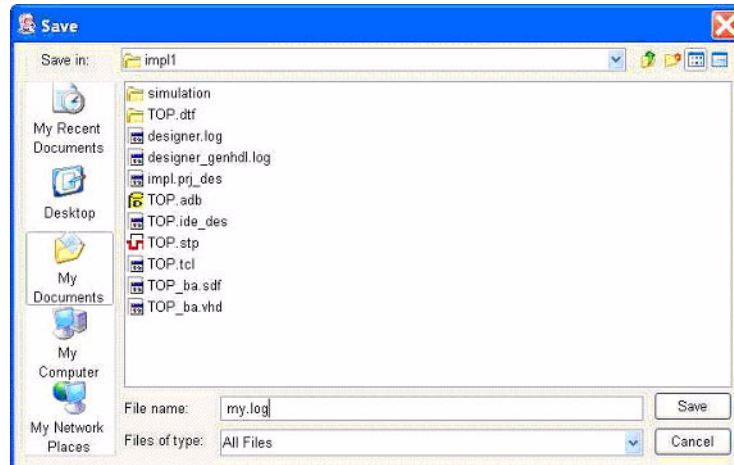 Save
Save in:
impl1
My Recent
Documents
Desktop
My
Documents
My
Computer
My Network
Places
simulation
TOP.dtf
designer.log
designer_genhdl.log
impl.prj_des
TOP.adb
TOP.ide_des
TOP.stp
TOP.tcl
TOP_ba.sdf
TOP_ba.vhd
File name:
my.log
Save
Files of type:
All Files
Cancel